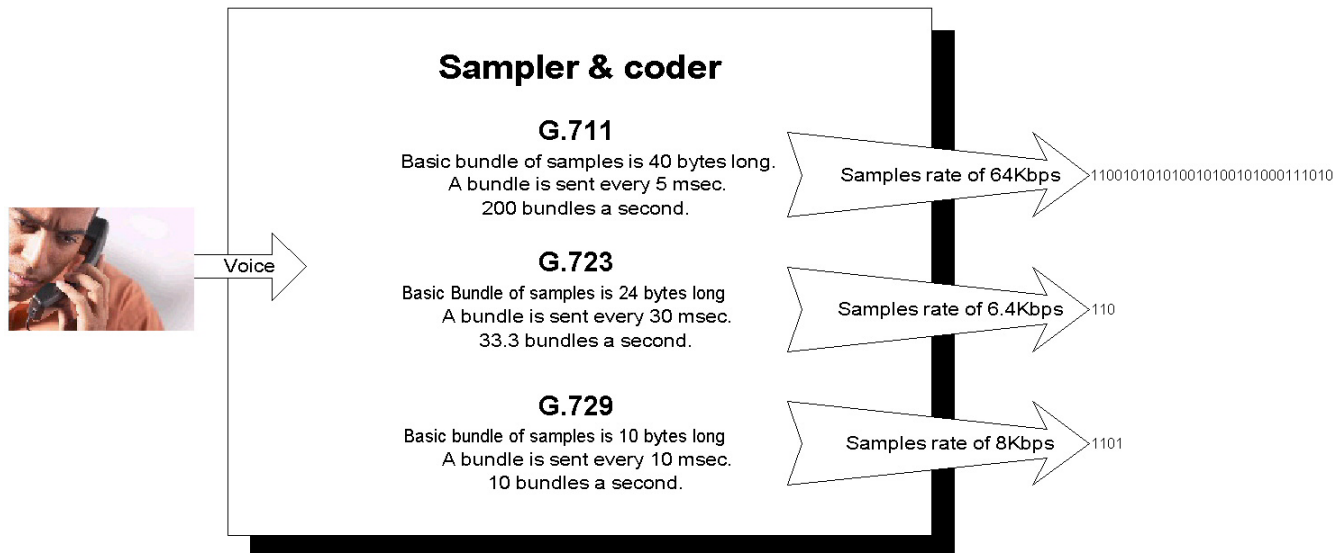 Sampler & coder
G.711
Basic bundle of samples is 40 bytes long.
A bundle is sent every 5 msec.
200 bundles a second.
Samples rate of 64Kbps
110010101010010100101000111010
Voice
G.723
Basic Bundle of samples is 24 bytes long
A bundle is sent every 30 msec.
33.3 bundles a second.
Samples rate of 6.4Kbps
110
G.729
Basic bundle of samples is 10 bytes long
A bundle is sent every 10 msec.
10 bundles a second.
Samples rate of 8Kbps
1101